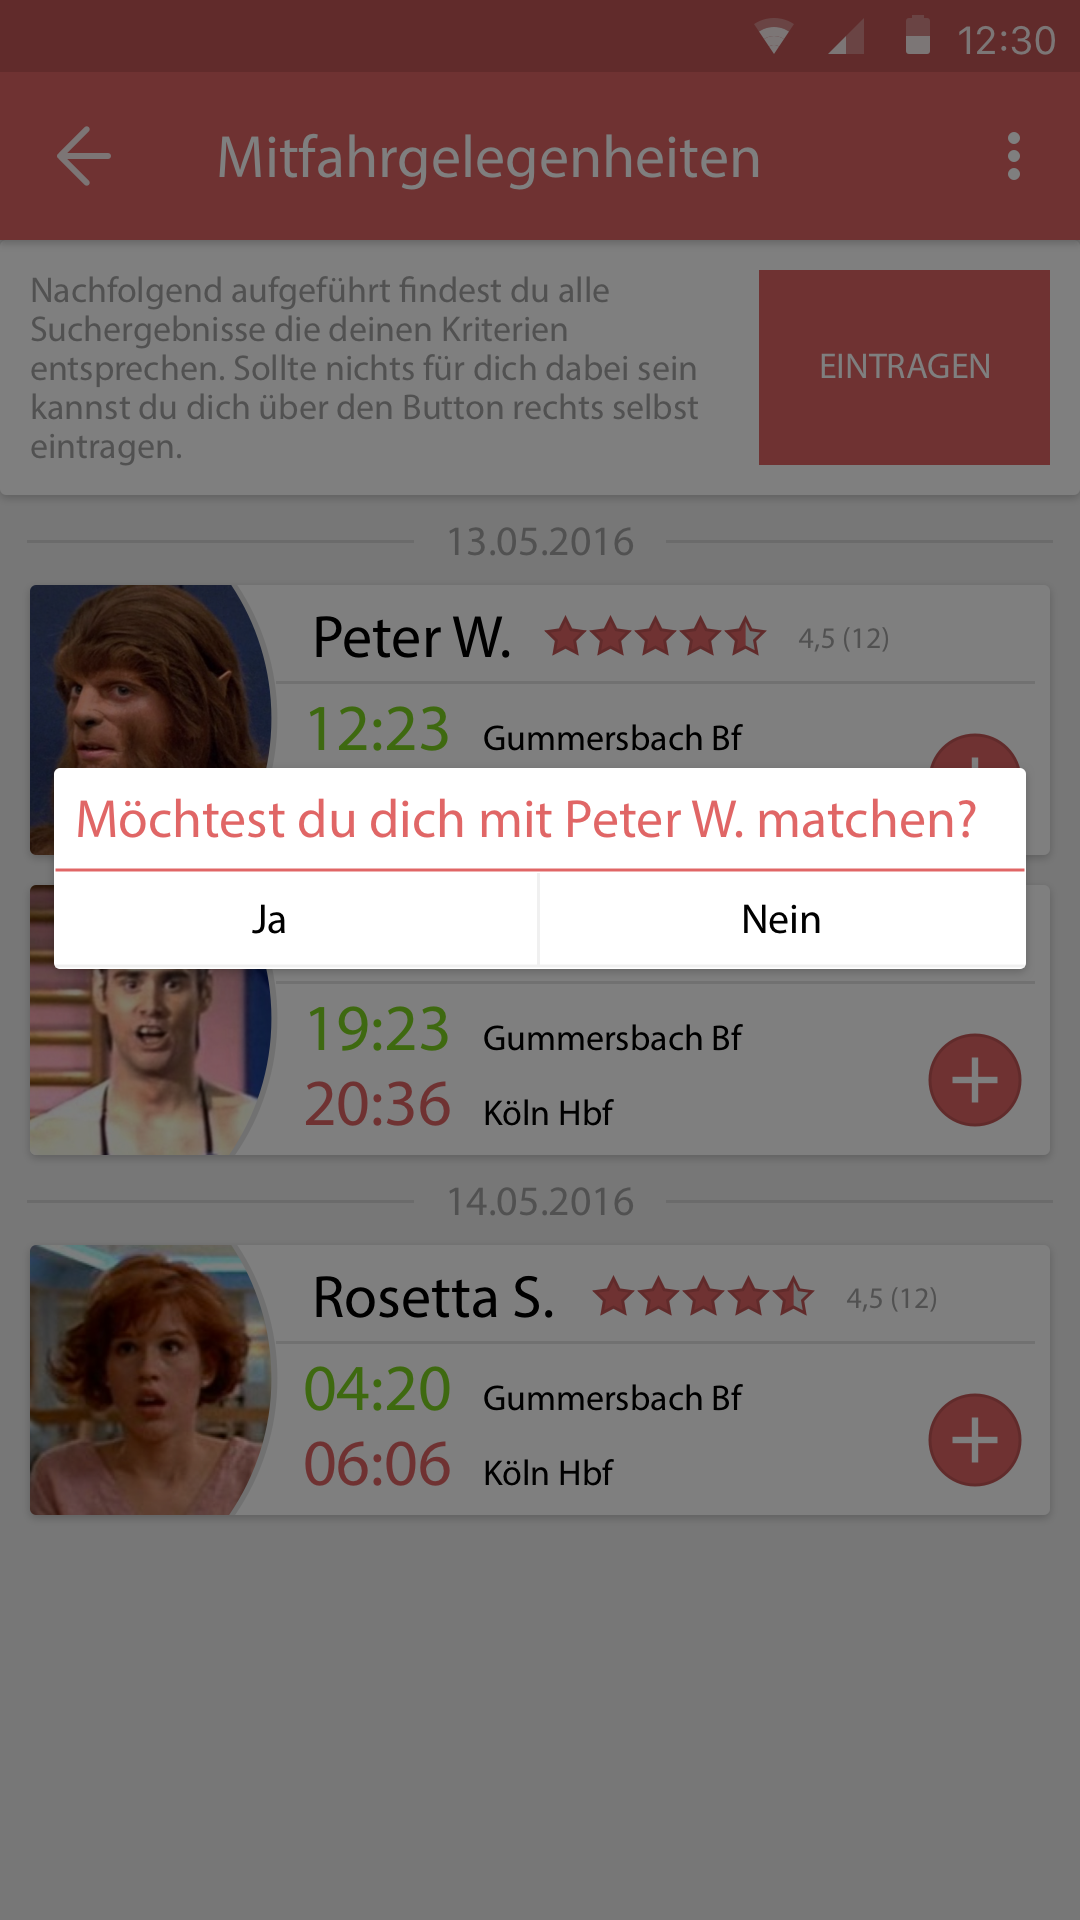 12:30
Mitfahrgelegenheiten
Nachfolgend aufgeführt findest du alle
Suchergebnisse die deinen Kriterien
entsprechen. Sollte nichts für dich dabei sein
kannst du dich über den Button rechts selbst
eintragen.
EINTRAGEN
13.05.2016
Peter W. 4,5 (12)
12:23 Gummersbach Bf
Möchtest du dich mit Peter W. matchen?
Ja Nein
19:23 Gummersbach Bf
20:36 Köln Hbf
14.05.2016
Rosetta S. 4,5 (12)
04:20 Gummersbach Bf
06:06 Köln Hbf